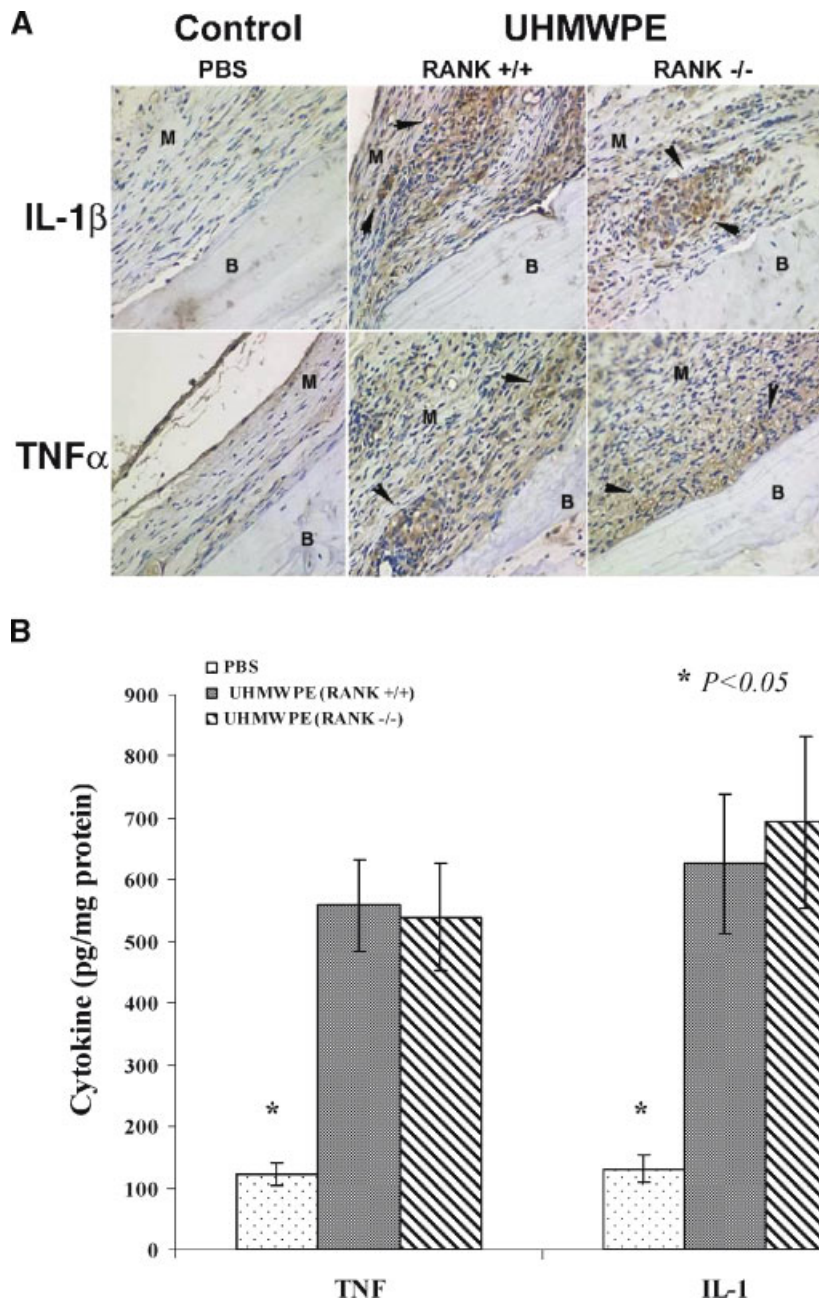 A
Control
UHMWPE
PBS
RANK +/+
RANK -/-
IL-1β
M
B
M
B
M
B
TNFα
M
B
M
B
M
B
B
PBS
UHMWPE (RANK +/+)
UHMWPE (RANK -/-)
* P<0.05
Cytokine (pg/mg protein)
900
800
700
600
500
400
300
200
100
0
*
*
TNF
IL-1